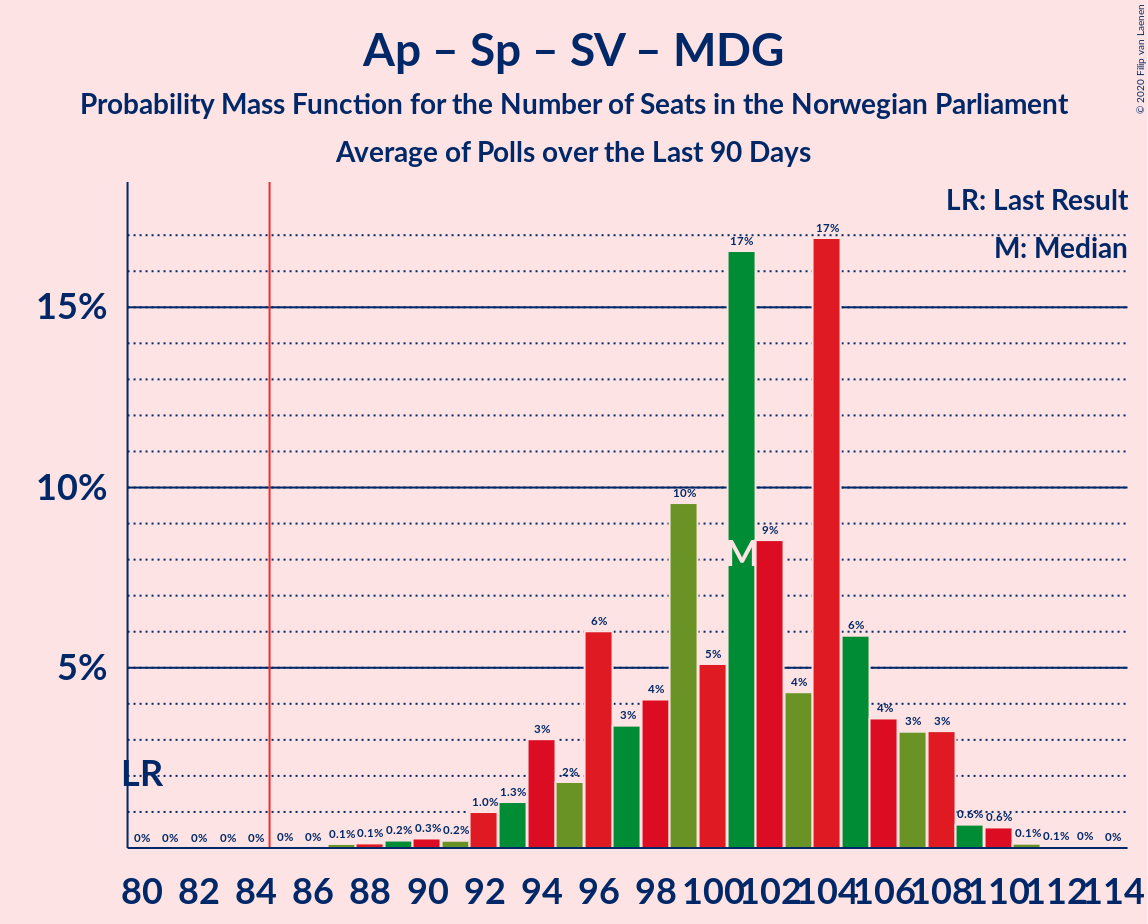 Ap – Sp – SV – MDG
Probability Mass Function for the Number of Seats in the Norwegian Parliament
Average of Polls over the Last 90 Days
© 2020 Filip van Laenen
LR: Last Result
M: Median
15%
10%
5%
LR
M
0% 0% 0% 0% 0% 0% 0% 0.1% 0.1% 0.2% 0.3% 0.2% 1.0% 1.3% 3% 2% 6% 3% 4% 10% 5% 17% 9% 4% 17% 6% 4% 3% 3% 0.6% 0.6% 0.1% 0.1% 0% 0%
80 82 84 86 88 90 92 94 96 98 100 102 104 106 108 110 112 114